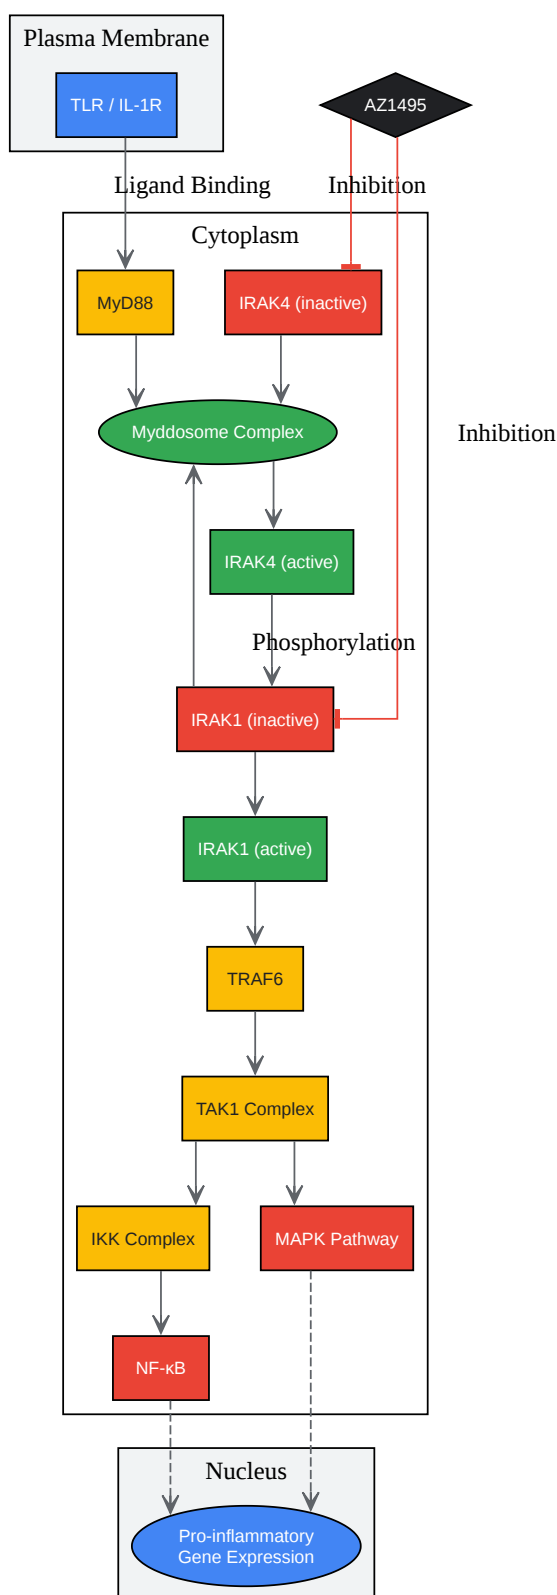 Plasma Membrane
TLR / IL-1R
AZ1495
Ligand Binding
Inhibition
Cytoplasm
MyD88
IRAK4 (inactive)
Myddosome Complex
Inhibition
IRAK4 (active)
Phosphorylation
IRAK1 (inactive)
IRAK1 (active)
TRAF6
TAK1 Complex
IKK Complex
MAPK Pathway
NF-κB
Nucleus
Pro-inflammatory
Gene Expression